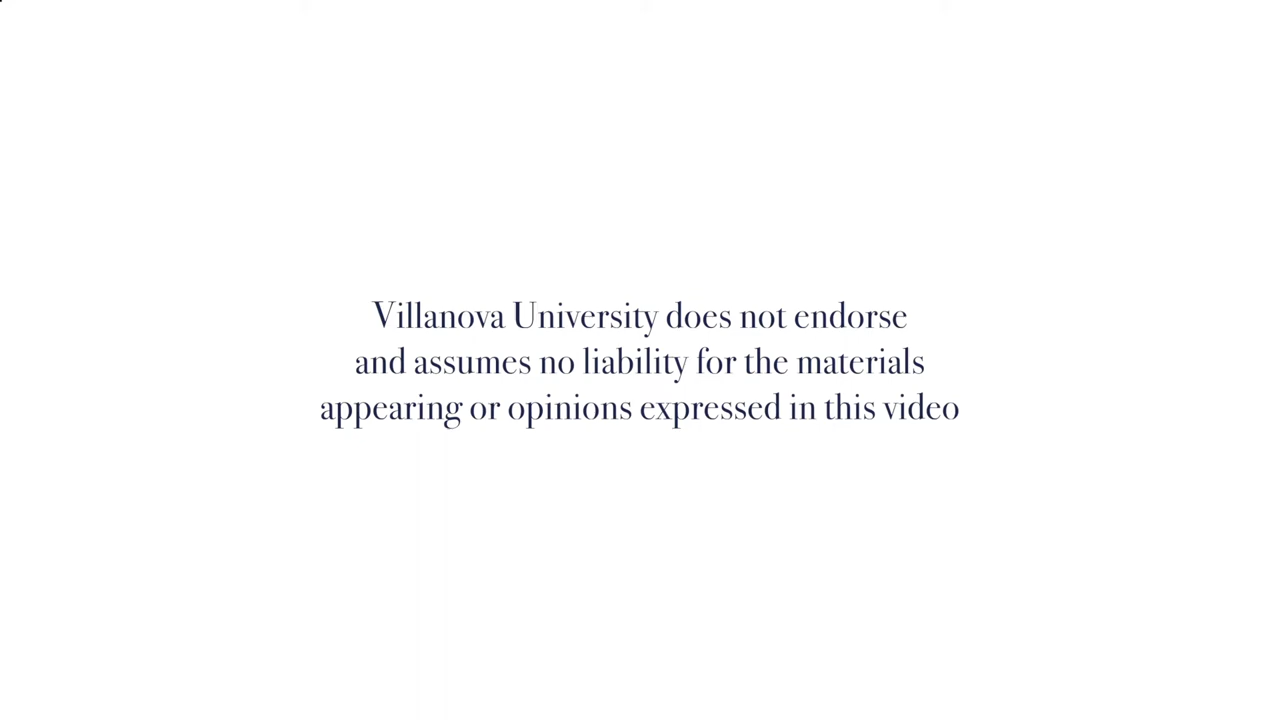 Villanova University does not endorse
and assumes no liability for the materials
appearing or opinions expressed in this video